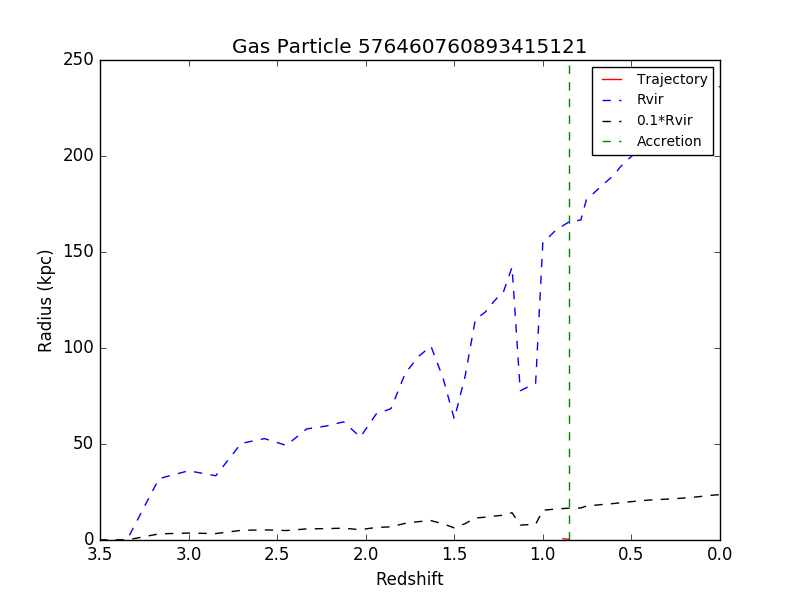 Gas Particle 576460760893415121
250
200
150
100
50
0
Radius (kpc)
Trajectory
Rvir
0.1*Rvir
Accretion
3.5 3.0 2.5 2.0 1.5 1.0 0.5 0.0
Redshift